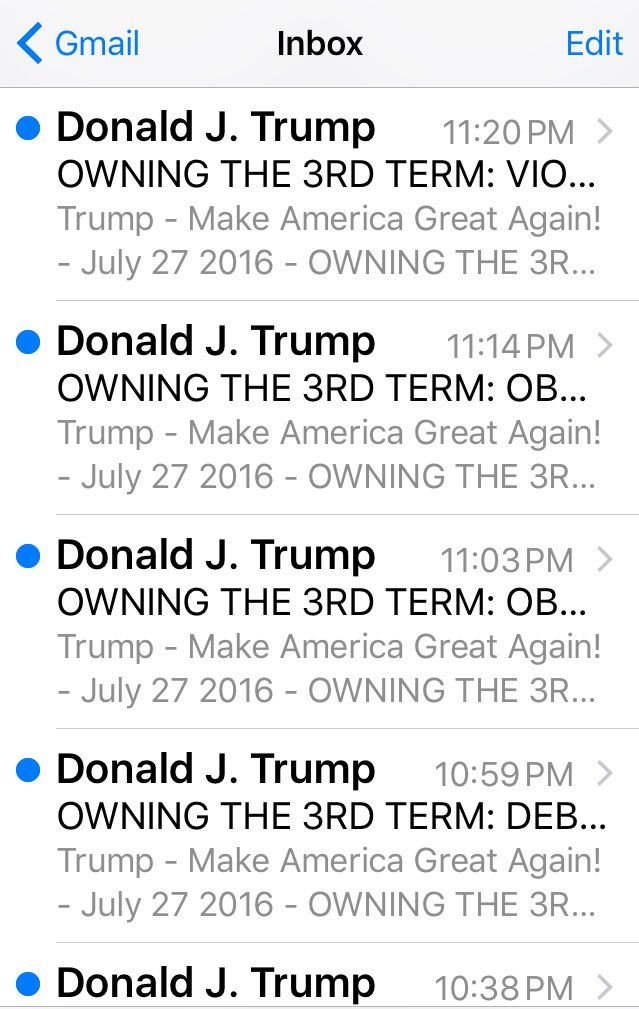 Gmail Inbox Edit
Donald J. Trump 11:20 PM
OWNING THE 3RD TERM: VIO...
Trump - Make America Great Again!
- July 27 2016 - OWNING THE 3R...
Donald J. Trump 11:14 PM
OWNING THE 3RD TERM: OB...
Trump - Make America Great Again!
- July 27 2016 - OWNING THE 3R...
Donald J. Trump 11:03 PM
OWNING THE 3RD TERM: OB...
Trump - Make America Great Again!
- July 27 2016 - OWNING THE 3R...
Donald J. Trump 10:59 PM
OWNING THE 3RD TERM: DEB...
Trump - Make America Great Again!
- July 27 2016 - OWNING THE 3R...
Donald J. Trump 10:38 PM